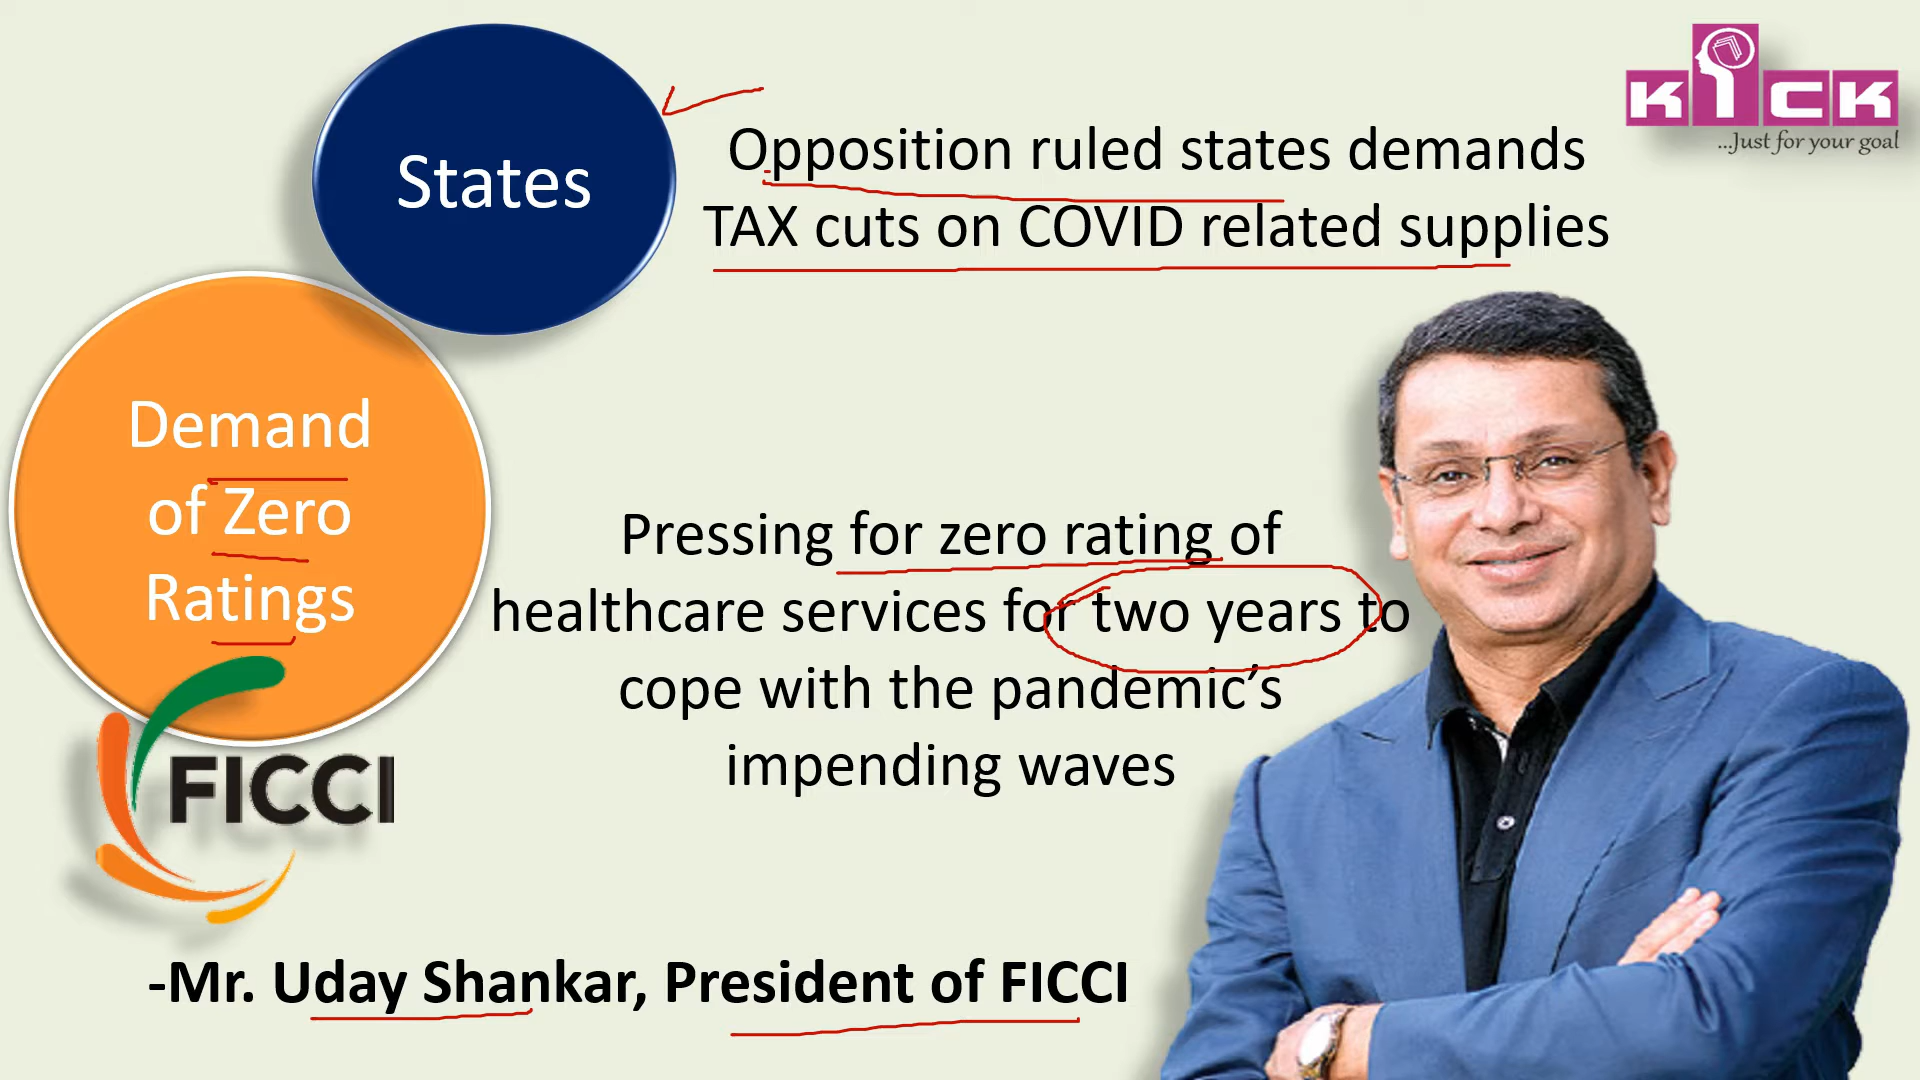 KICK
...Just for your goal
States
Opposition ruled states demands
TAX cuts on COVID related supplies
Demand
of Zero
Ratings
Pressing for zero rating of
healthcare services for two years to
cope with the pandemic’s
impending waves
FICCI
-Mr. Uday Shankar, President of FICCI